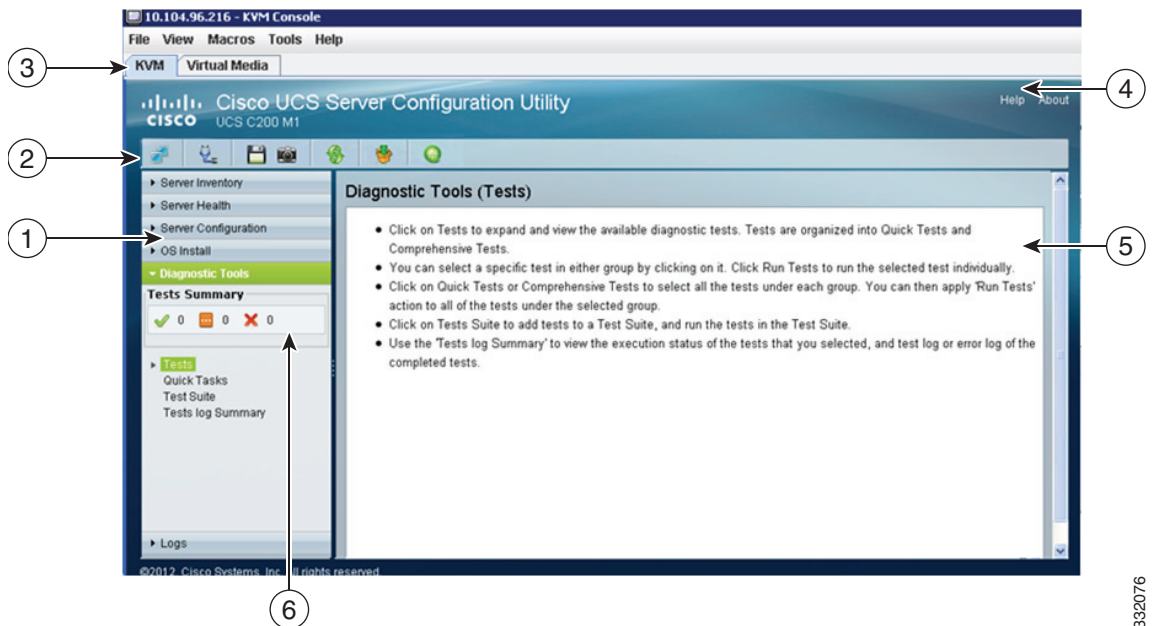 10.104.96.216 - KVM Console
File View Macros Tools Help
KVM Virtual Media
3
4
CISCO
Cisco UCS Server Configuration Utility
UCS C200 M1
Help About
2
Server Inventory
Server Health
Server Configuration
OS Install
Diagnostic Tools
1
Tests Summary
0 0 0
Tests
Quick Tasks
Test Suite
Tests log Summary
Logs
Diagnostic Tools (Tests)
• Click on Tests to expand and view the available diagnostic tests. Tests are organized into Quick Tests and
Comprehensive Tests.
• You can select a specific test in either group by clicking on it. Click Run Tests to run the selected test individually.
• Click on Quick Tests or Comprehensive Tests to select all the tests under each group. You can then apply 'Run Tests'
action to all of the tests under the selected group.
• Click on Tests Suite to add tests to a Test Suite, and run the tests in the Test Suite.
• Use the 'Tests log Summary' to view the execution status of the tests that you selected, and test log or error log of the
completed tests.
5
©2012, Cisco Systems, Inc. All rights reserved.
6
332076